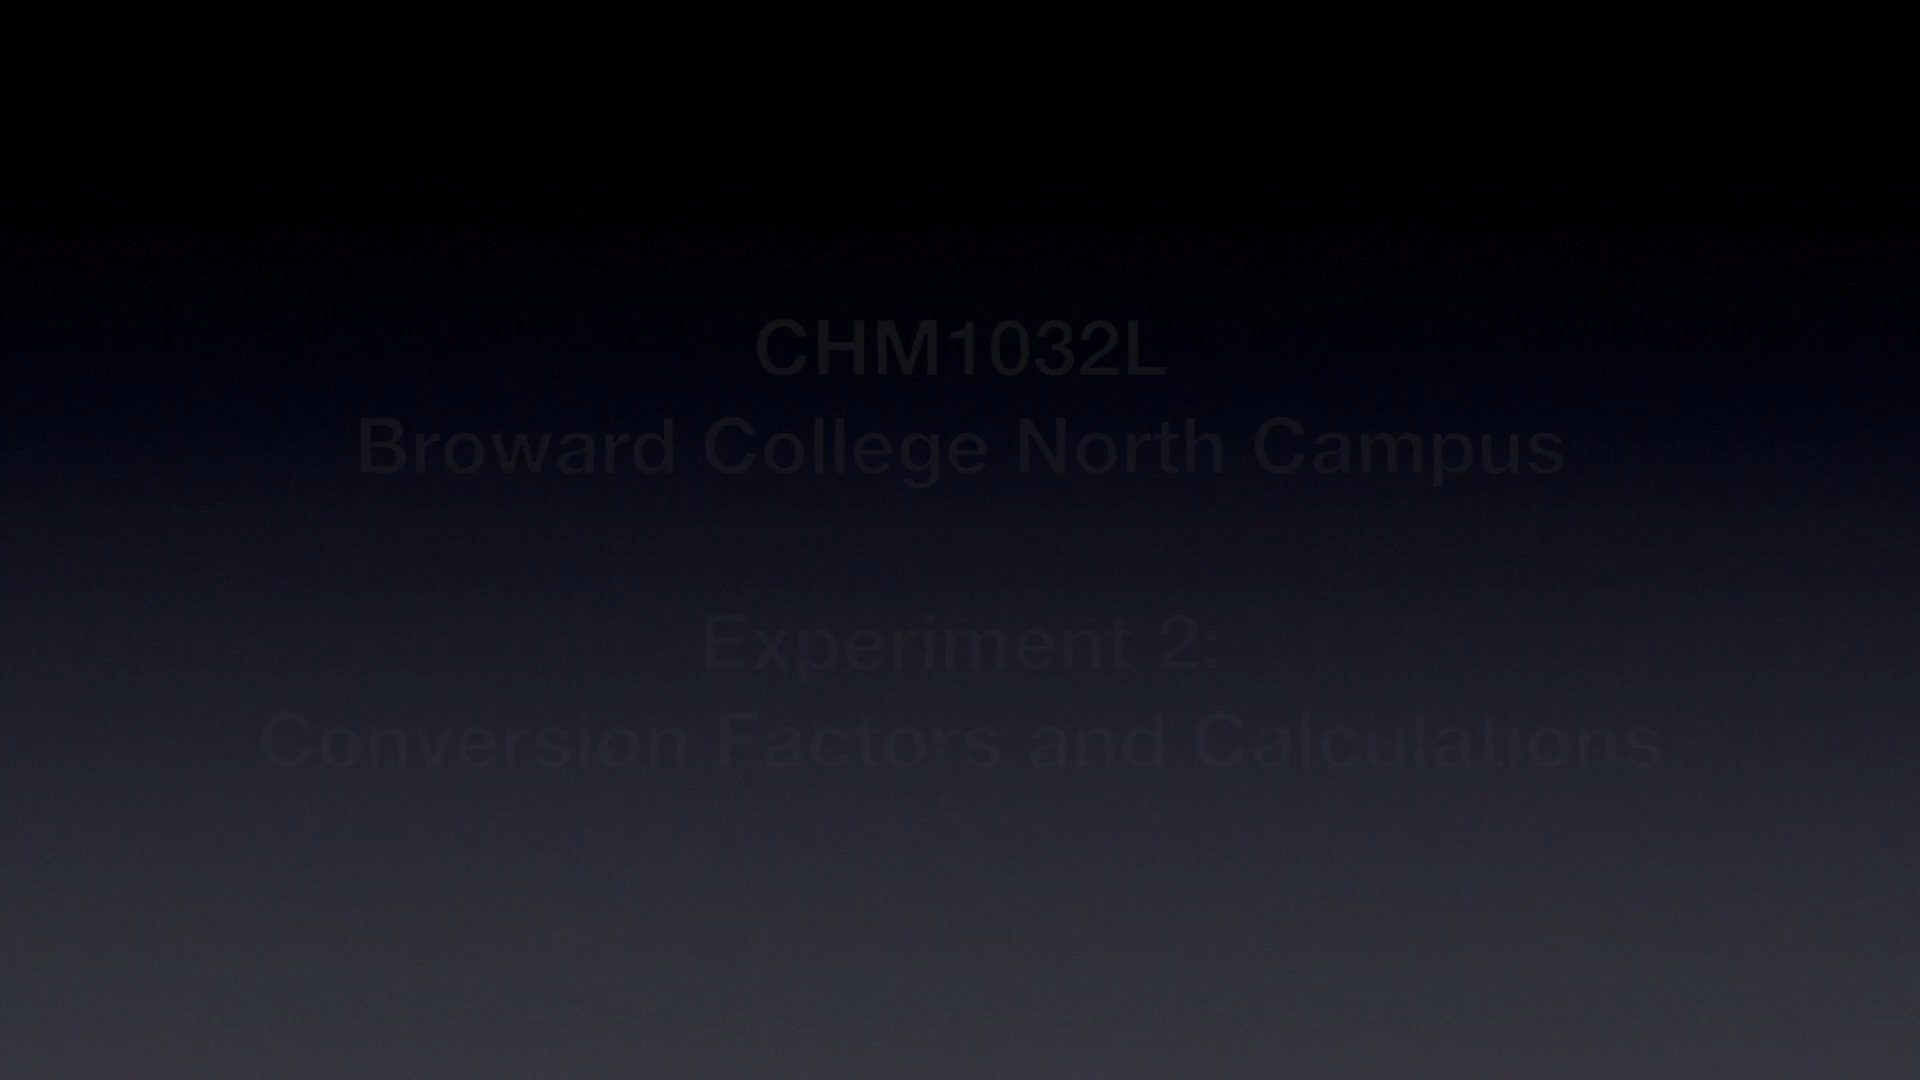 CHM1032L
Broward College North Campus
Experiment 2:
Conversion Factors and Calculations